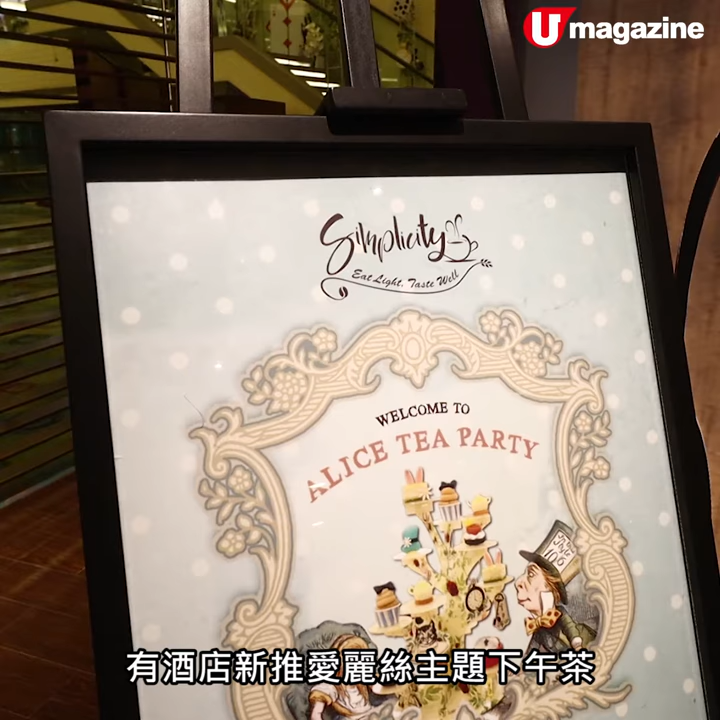 U magazine
Simplicity
Eat Light, Taste Well
WELCOME TO
ALICE TEA PARTY
有酒店新推愛麗絲主題下午茶